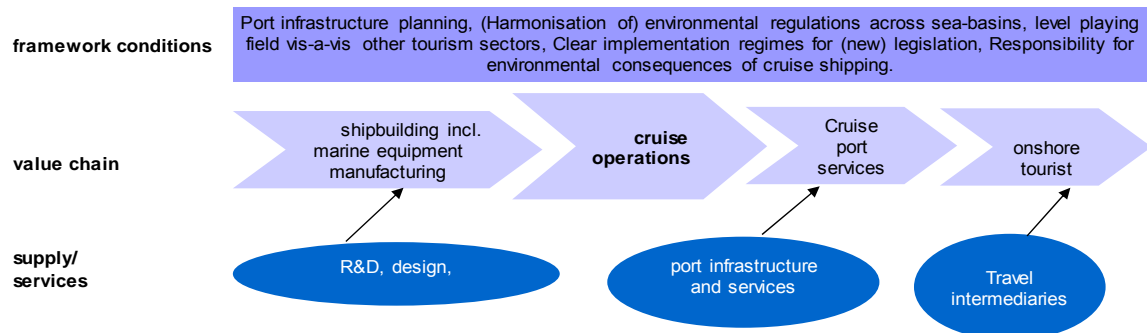 framework conditions
Port infrastructure planning, (Harmonisation of) environmental regulations across sea-basins, level playing
field vis-a-vis other tourism sectors, Clear implementation regimes for (new) legislation, Responsibility for
environmental consequences of cruise shipping.
value chain
shipbuilding incl.
marine equipment
manufacturing
cruise
operations
Cruise
port
services
onshore
tourist
supply/
services
R&D, design,
port infrastructure
and services
Travel
intermediaries